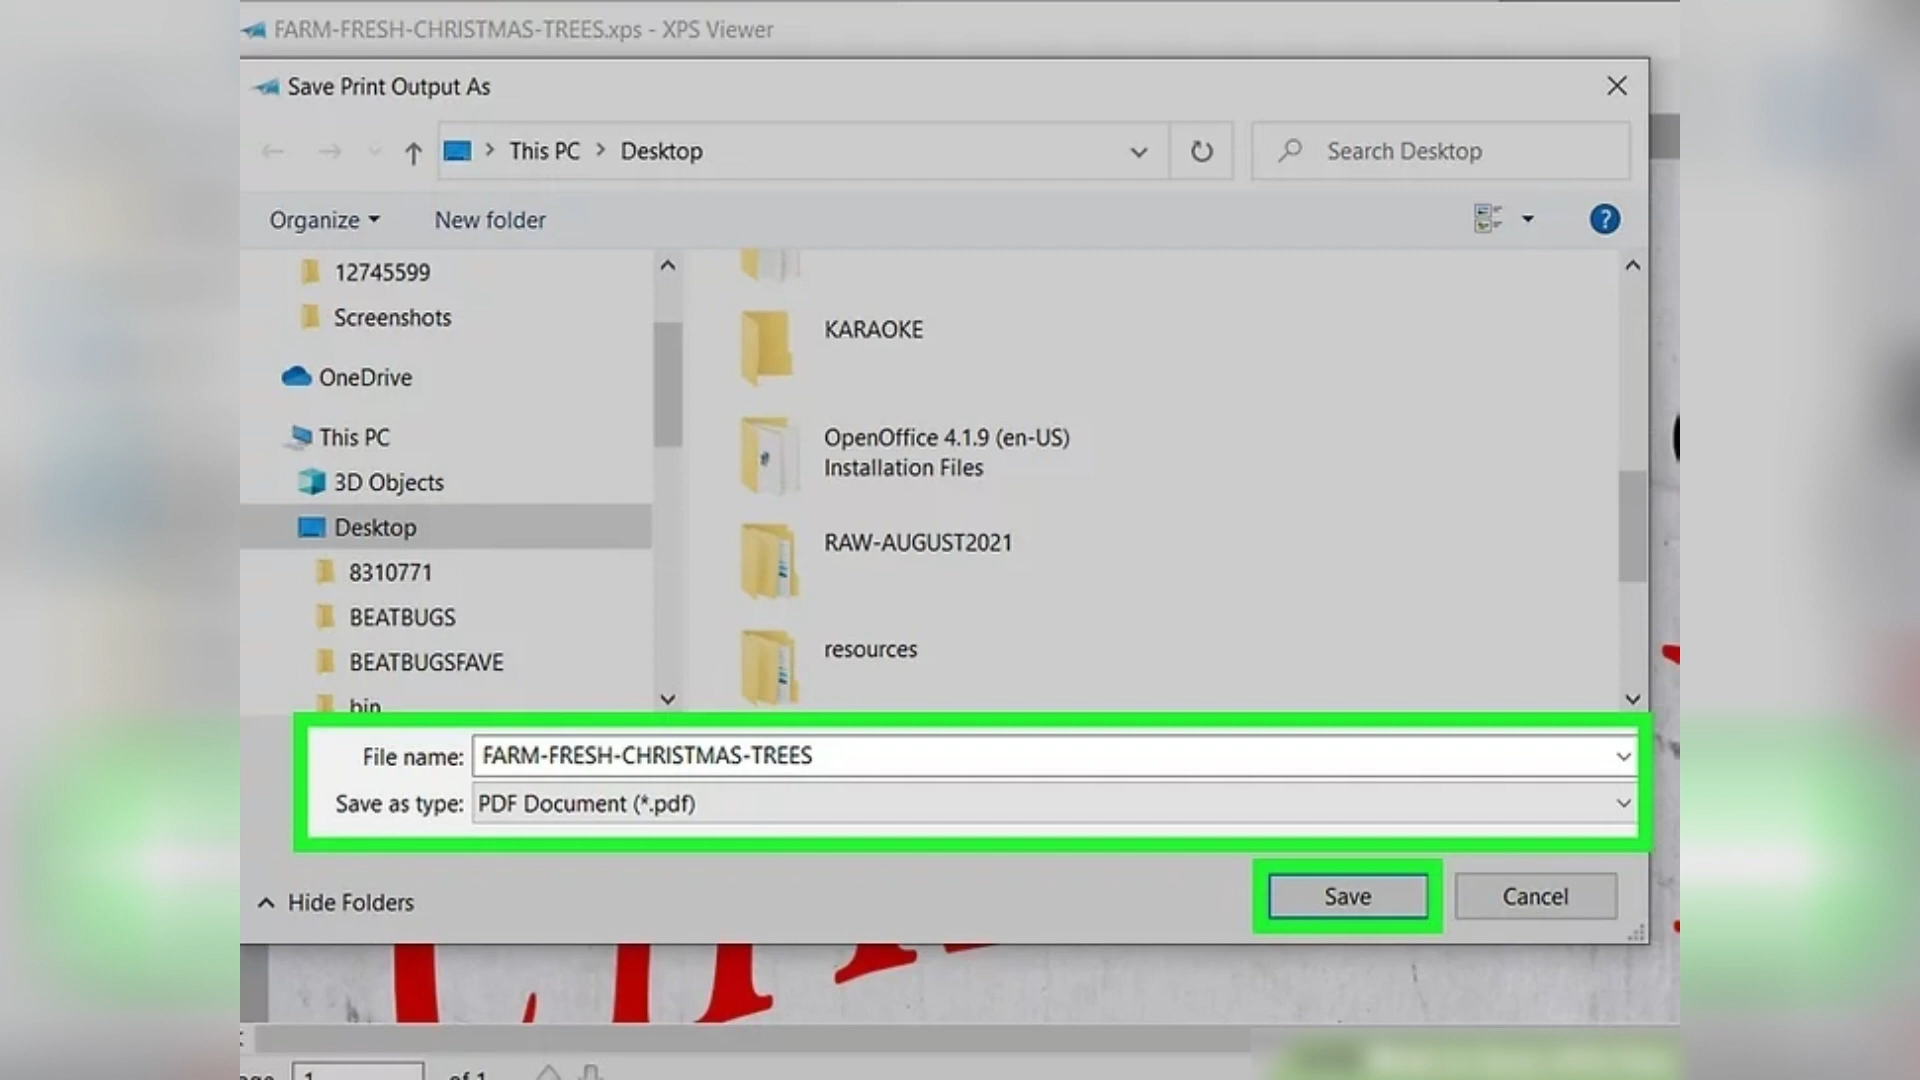 FARM-FRESH-CHRISTMAS-TREES.xps - XPS Viewer
Save Print Output As
This PC > Desktop
Search Desktop
Organize
New folder
?
12745599
Screenshots
OneDrive
This PC
3D Objects
Desktop
8310771
BEATBUGS
BEATBUGSFAVE
bin
KARAOKE
OpenOffice 4.1.9 (en-US)
Installation Files
RAW-AUGUST2021
resources
File name: FARM-FRESH-CHRISTMAS-TREES
Save as type: PDF Document (*.pdf)
Hide Folders
Save
Cancel
1 of 1